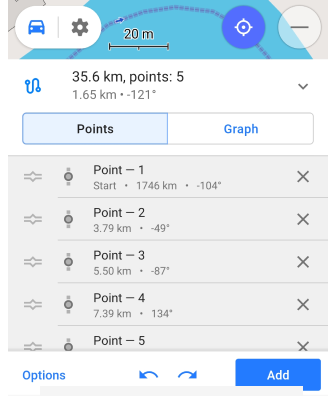 20 m
35.6 km, points: 5
1.65 km • -121°
Points
Graph
Point — 1
Start • 1746 km • -104°
Point — 2
3.79 km • -49°
Point — 3
5.50 km • -87°
Point — 4
7.39 km • 134°
Point — 5
Options
Add